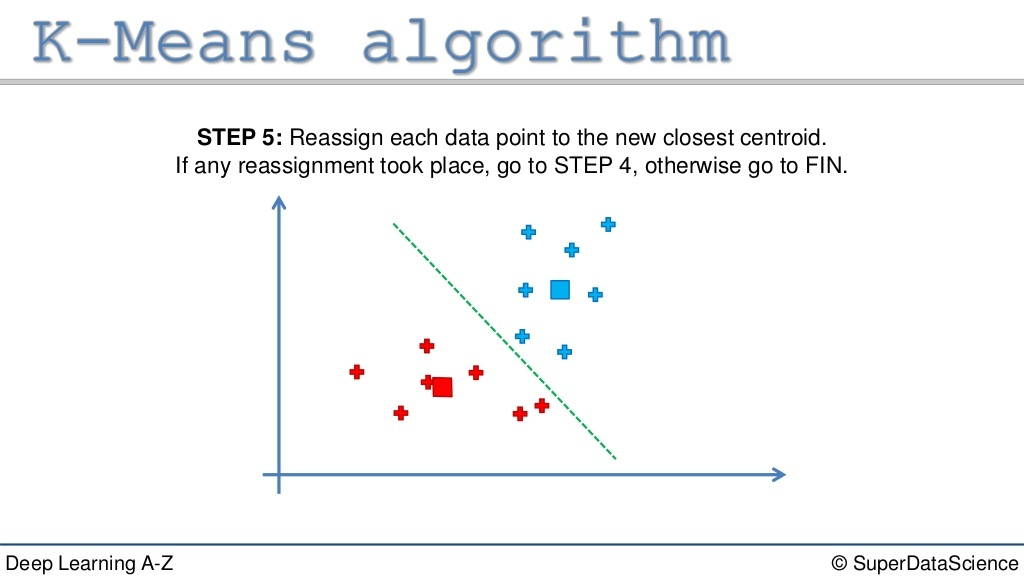 K-Means algorithm
STEP 5: Reassign each data point to the new closest centroid.
If any reassignment took place, go to STEP 4, otherwise go to FIN.
Deep Learning A-Z
© SuperDataScience